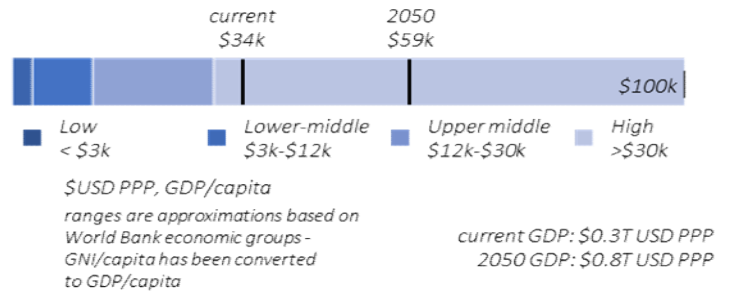 current
$34k
2050
$59k
$100k
Low
< $3k
Lower-middle
$3k-$12k
Upper middle
$12k-$30k
High
>$30k
$USD PPP, GDP/capita
ranges are approximations based on
World Bank economic groups -
GNI/capita has been converted
to GDP/capita
current GDP: $0.3T USD PPP
2050 GDP: $0.8T USD PPP